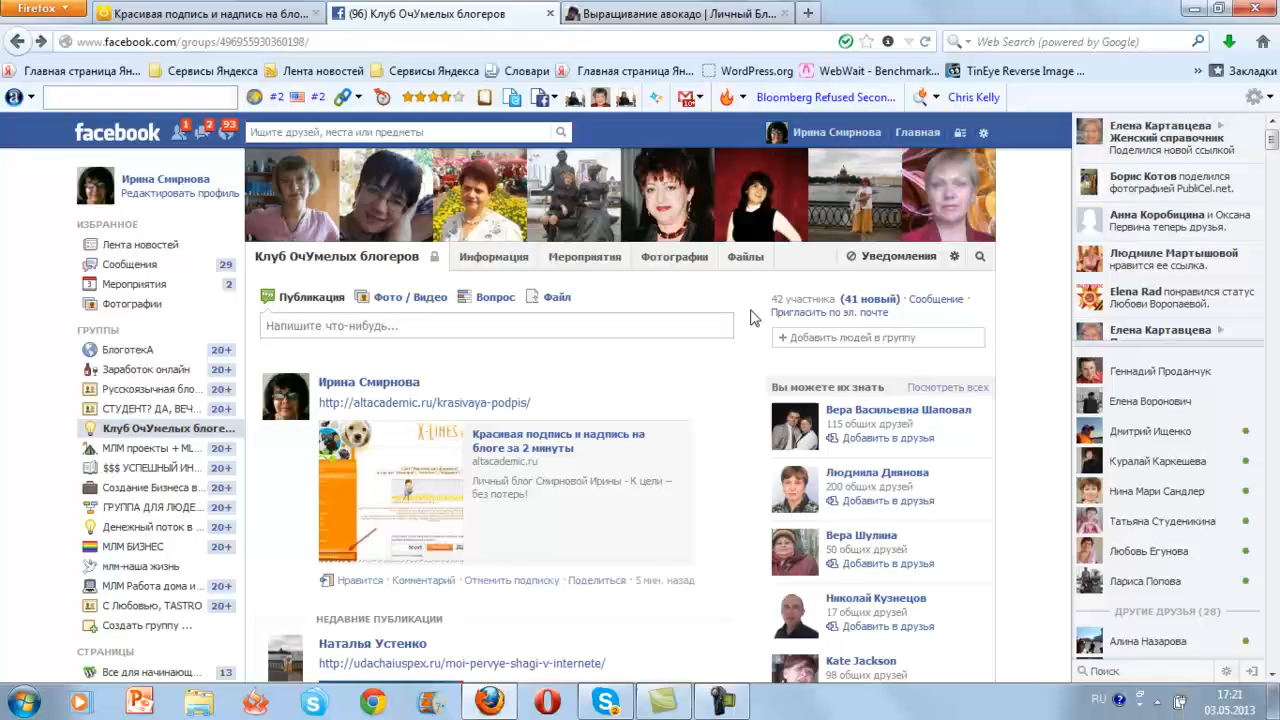 Firefox
Красивая подпись и надпись на бло...
(96) Клуб ОчУмелых блогеров
Выращивание авокадо | Личный Бл...
www.facebook.com/groups/496955930360198/
Web Search (powered by Google)
Главная страница Ян...
Сервисы Яндекса
Лента новостей
Сервисы Яндекса
Словари
Главная страница Ян...
WordPress.org
WebWait - Benchmark...
TinEye Reverse Image ...
Закладки
#2
#2
Bloomberg Refused Secon...
Chris Kelly
facebook
1
2
93
Ищите друзей, места или предметы
Ирина Смирнова
Главная
Ирина Смирнова
Редактировать профиль
ИЗБРАННОЕ
Лента новостей
Сообщения 29
Мероприятия 2
Фотографии
ГРУППЫ
БлоготекА 20+
Заработок онлайн 20+
Русскоязычная бло... 20+
СТУДЕНТ? ДА, ВЕЧ... 20+
Клуб ОчУмелых блоге...
МЛМ проекты + ML... 20+
$$$ УСПЕШНЫЙ ИН... 20+
Создание Бизнеса в... 20+
ГРУППА ДЛЯ ЛЮДЕ... 20+
Денежный поток в ... 20+
МЛМ БИЗНЕС 20+
млм-наша жизнь
МЛМ Работа дома и... 20+
С Любовью, TASTRO 20+
Создать группу ...
СТРАНИЦЫ
Все для начинающ... 13
Клуб ОчУмелых блогеров
Информация
Мероприятия
Фотографии
Файлы
Уведомления
Публикация
Фото / Видео
Вопрос
Файл
Напишите что-нибудь...
Ирина Смирнова
http://altacademic.ru/krasivaya-podpis/
X-LINES
Красивая подпись и надпись на
блоге за 2 минуты
altacademic.ru
Личный блог Смирновой Ирины - К цели –
без потерь!
Нравится · Комментарий · Отменить подписку · Поделиться · 5 мин. назад
НЕДАВНИЕ ПУБЛИКАЦИИ
Наталья Устенко
http://udachaiuspex.ru/moi-pervye-shagi-v-internete/
42 участника (41 новый) · Сообщение ·
Пригласить по эл. почте
+ Добавить людей в группу
Вы можете их знать
Посмотреть всех
Вера Васильевна Шаповал
115 общих друзей
Добавить в друзья
Людмила Диянова
200 общих друзей
Добавить в друзья
Вера Шулина
50 общих друзей
Добавить в друзья
Николай Кузнецов
17 общих друзей
Добавить в друзья
Kate Jackson
98 общих друзей
Елена Картавцева
Женский справочник
Поделился новой ссылкой
Борис Котов поделился
фотографией PubliCel.net.
Анна Коробицина и Оксана
Первина теперь друзья.
Людмиле Мартышовой
нравится ее ссылка.
Elena Rad понравился статус
Любови Воропаевой.
Елена Картавцева
Геннадий Проданчук
Елена Воронович
Дмитрий Ищенко
Куралай Каркешева
Нина Мари Сандлер
Татьяна Студеникина
Любовь Егунова
Лариса Попова
ДРУГИЕ ДРУЗЬЯ (28)
Алина Назарова
Поиск
RU
17:21
03.05.2013